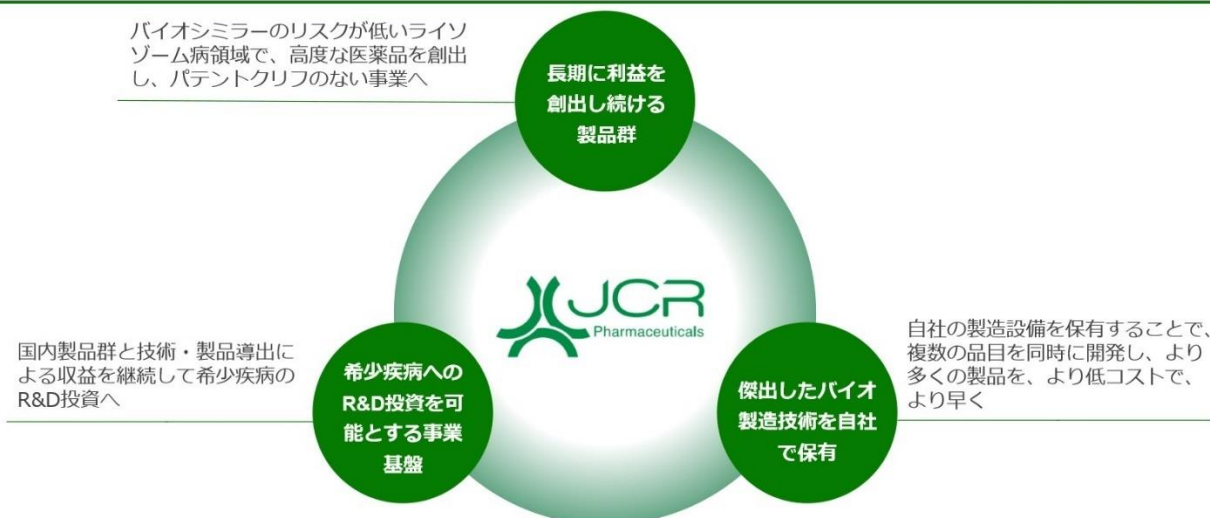 バイオシミラーのリスクが低いライソ
ゾーム病領域で、高度な医薬品を創出
し、パテントクリフのない事業へ
長期に利益を
創出し続ける
製品群
JCR
Pharmaceuticals
国内製品群と技術・製品導出に
よる収益を継続して希少疾病の
R&D投資へ
希少疾病への
R&D投資を可
能とする事業
基盤
傑出したバイオ
製造技術を自社
で保有
自社の製造設備を保有することで、
複数の品目を同時に開発し、より
多くの製品を、より低コストで、
より早く